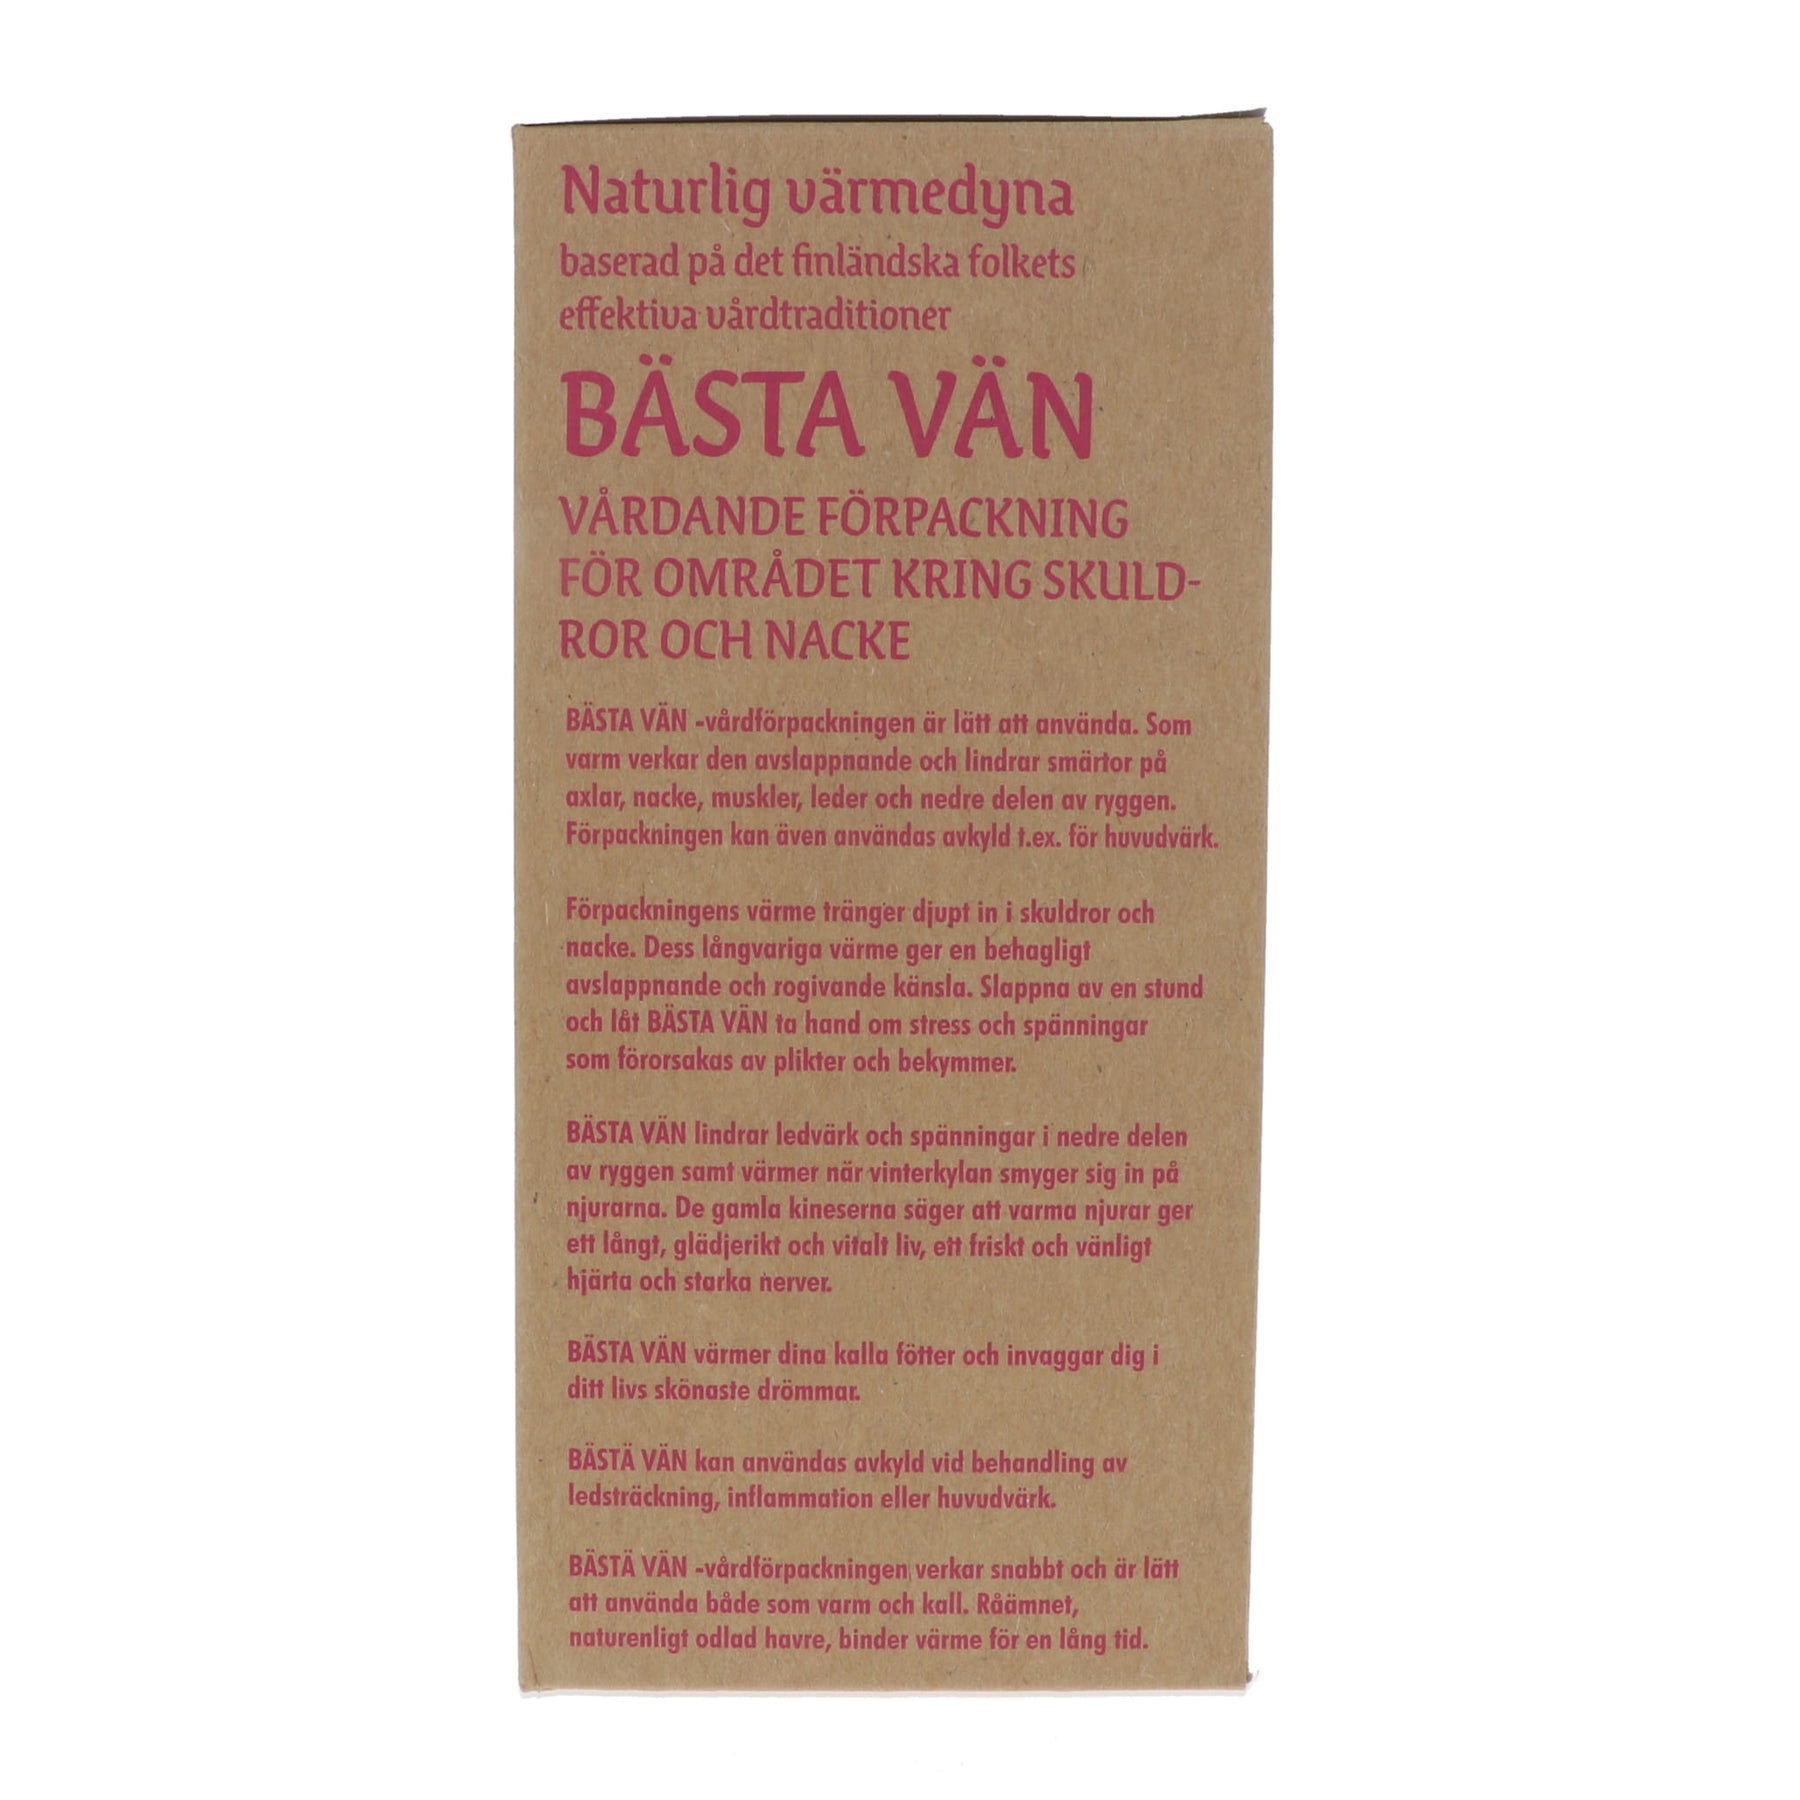 Naturlig värmedyna
baserad på det finländska folkets
effektiva vårdtraditioner
BÄSTA VÄN
VÅRDANDE FÖRPACKNING
FÖR OMRÅDET KRING SKULD-
ROR OCH NACKE
BÄSTA VÄN -vårdförpackningen är lätt att använda. Som
varm verkar den avslappnande och lindrar smärtor på
axlar, nacke, muskler, leder och nedre delen av ryggen.
Förpackningen kan även användas avkyld t.ex. för huvudvärk.
Förpackningens värme tränger djupt in i skuldror och
nacke. Dess långvariga värme ger en behagligt
avslappnande och rogivande känsla. Slappna av en stund
och låt BÄSTA VÄN ta hand om stress och spänningar
som förorsakas av plikter och bekymmer.
BÄSTA VÄN lindrar ledvärk och spänningar i nedre delen
av ryggen samt värmer när vinterkylan smyger sig in på
njurarna. De gamla kineserna säger att varma njurar ger
ett långt, glädjerikt och vitalt liv, ett friskt och vänligt
hjärta och starka nerver.
BÄSTA VÄN värmer dina kalla fötter och invaggar dig i
ditt livs skönaste drömmar.
BÄSTÄ VÄN kan användas avkyld vid behandling av
ledsträckning, inflammation eller huvudvärk.
BÄSTÄ VÄN -vårdförpackningen verkar snabbt och är lätt
att använda både som varm och kall. Råämnet,
naturenligt odlad havre, binder värme för en lång tid.